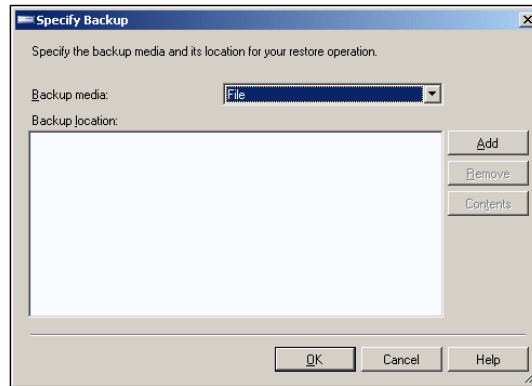 Specify Backup
Specify the backup media and its location for your restore operation.
Backup media:
File
Backup location:
Add
Remove
Contents
OK
Cancel
Help